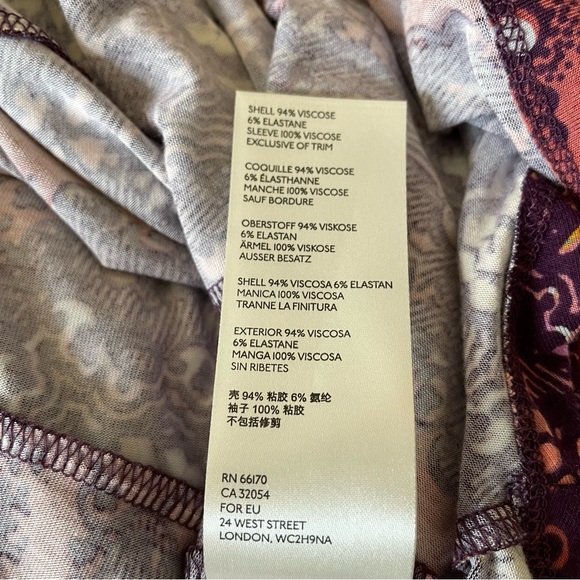 SHELL 94% VISCOSE
6% ELASTANE
SLEEVE 100% VISCOSE
EXCLUSIVE OF TRIM
COQUILLE 94% VISCOSE
6% ÉLASTHANNE
MANCHE 100% VISCOSE
SAUF BORDURE
OBERSTOFF 94% VISKOSE
6% ELASTAN
ÄRMEL 100% VISKOSE
AUSSER BESATZ
SHELL 94% VISCOSA 6% ELASTAN
MANICA 100% VISCOSA
TRANNE LA FINITURA
EXTERIOR 94% VISCOSA
6% ELASTANE
MANGA 100% VISCOSA
SIN RIBETES
壳 94% 粘胶 6% 氨纶
袖子 100% 粘胶
不包括修剪
RN 66170
CA 32054
FOR EU
24 WEST STREET
LONDON, WC2H9NA